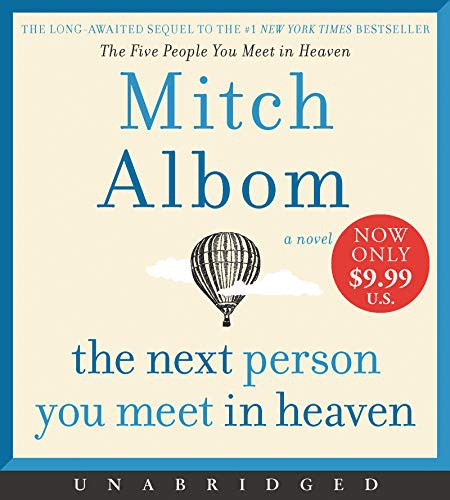 THE LONG-AWAITED SEQUEL TO THE #1 NEW YORK TIMES BESTSELLER
The Five People You Meet in Heaven
Mitch
Albom
a novel
NOW
ONLY
$9.99
U.S.
the next person
you meet in heaven
UNABRIDGED